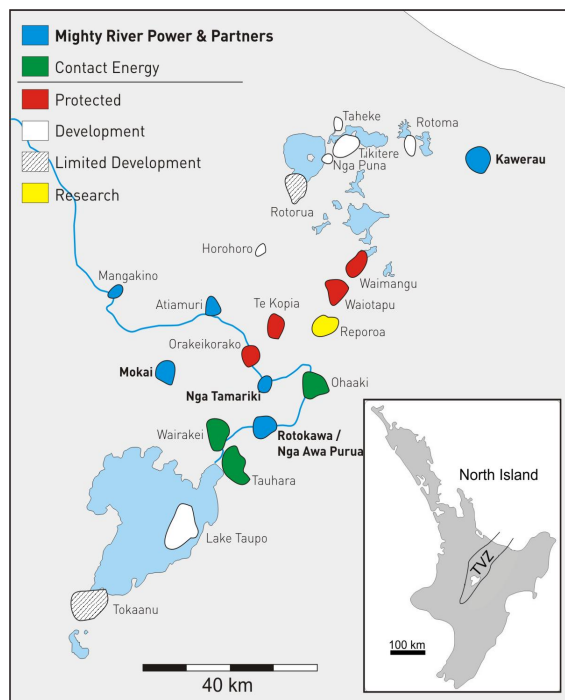 Mighty River Power & Partners
Contact Energy
Protected
Development
Limited Development
Research
Taheke
Rotoma
Tikitere
Nga Puna
Kawerau
Rotorua
Horohoro
Waimangu
Mangakino
Waiotapu
Atiamuri
Te Kopia
Reporoa
Orakeikorako
Mokai
Ohaaki
Nga Tamariki
Wairakei
Rotokawa /
Nga Awa Purua
Tauhara
Lake Taupo
Tokaanu
40 km
North Island
TVZ
100 km